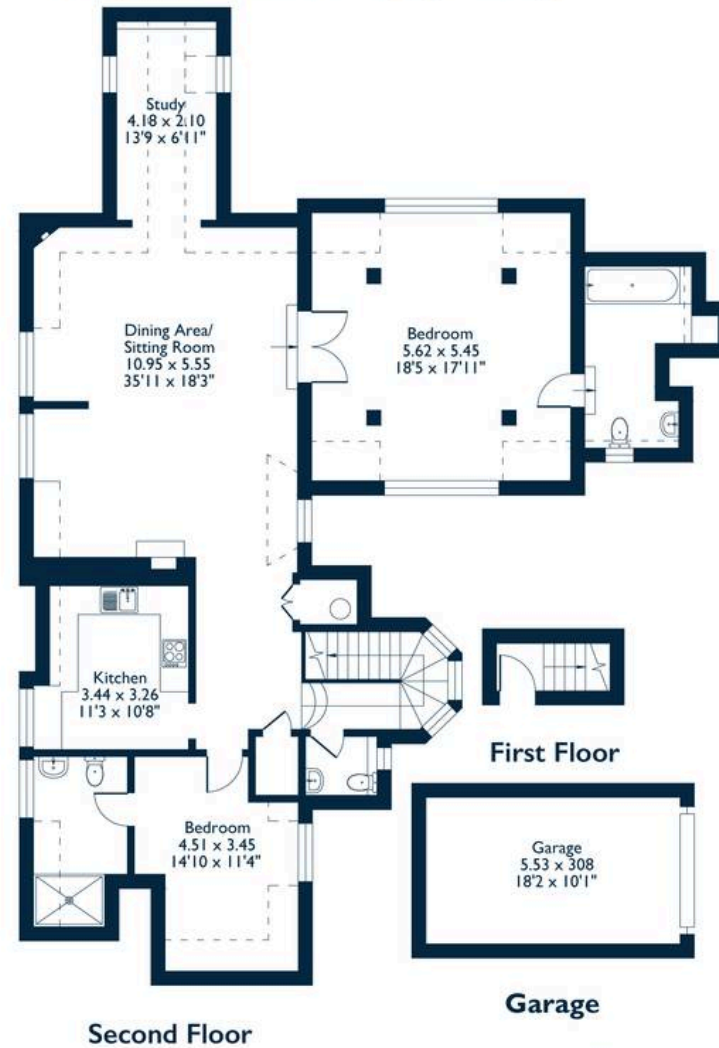 Study
4.18 x 2.10
13'9 x 6'11"
Dining Area/
Sitting Room
10.95 x 5.55
35'11 x 18'3"
Bedroom
5.62 x 5.45
18'5 x 17'11"
Kitchen
3.44 x 3.26
11'3 x 10'8"
First Floor
Bedroom
4.51 x 3.45
14'10 x 11'4"
Garage
5.53 x 308
18'2 x 10'1"
Garage
Second Floor